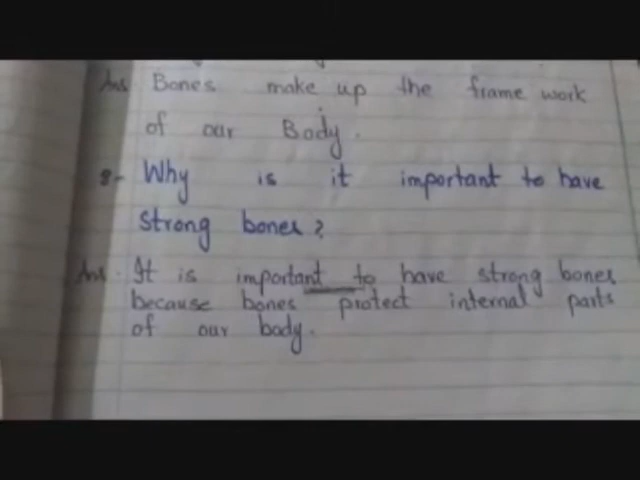 Ans Bones make up the frame work
of our Body.
8- Why is it important to have
strong bones?
Ans. It is important to have strong bones
because bones protect internal parts
of our body.